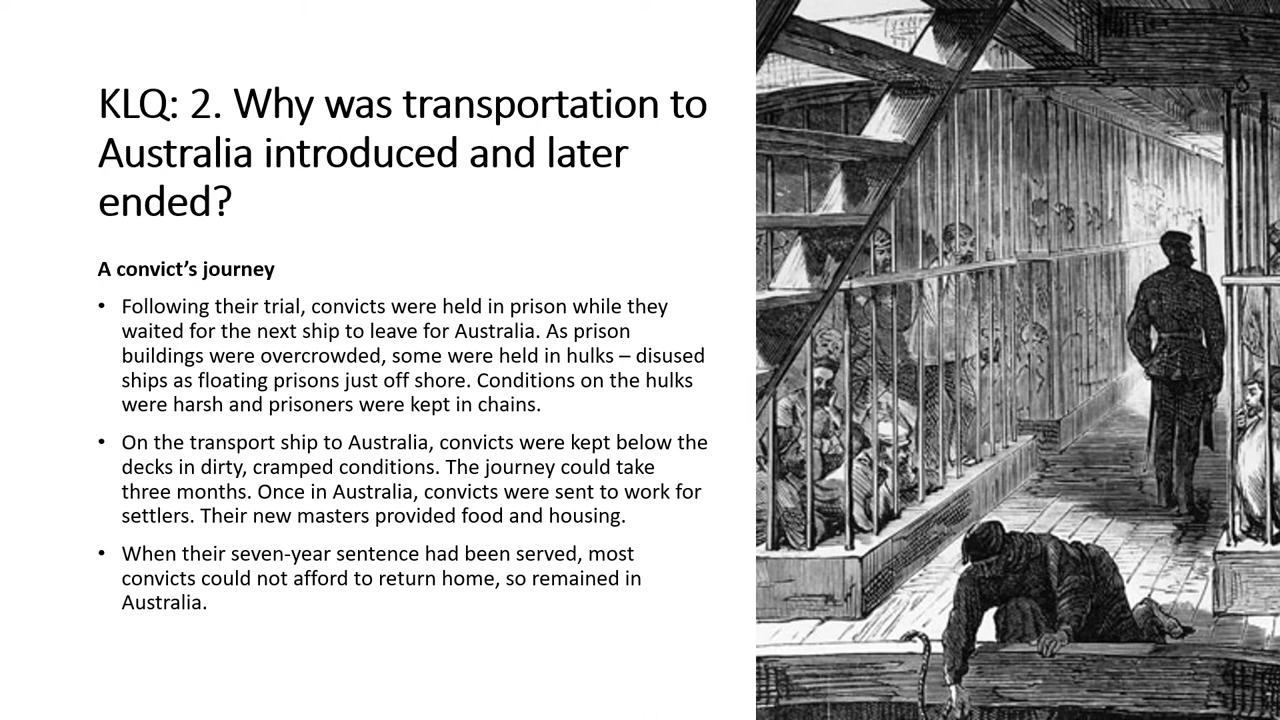 KLQ: 2. Why was transportation to
Australia introduced and later
ended?
A convict’s journey
• Following their trial, convicts were held in prison while they
waited for the next ship to leave for Australia. As prison
buildings were overcrowded, some were held in hulks – disused
ships as floating prisons just off shore. Conditions on the hulks
were harsh and prisoners were kept in chains.
• On the transport ship to Australia, convicts were kept below the
decks in dirty, cramped conditions. The journey could take
three months. Once in Australia, convicts were sent to work for
settlers. Their new masters provided food and housing.
• When their seven-year sentence had been served, most
convicts could not afford to return home, so remained in
Australia.